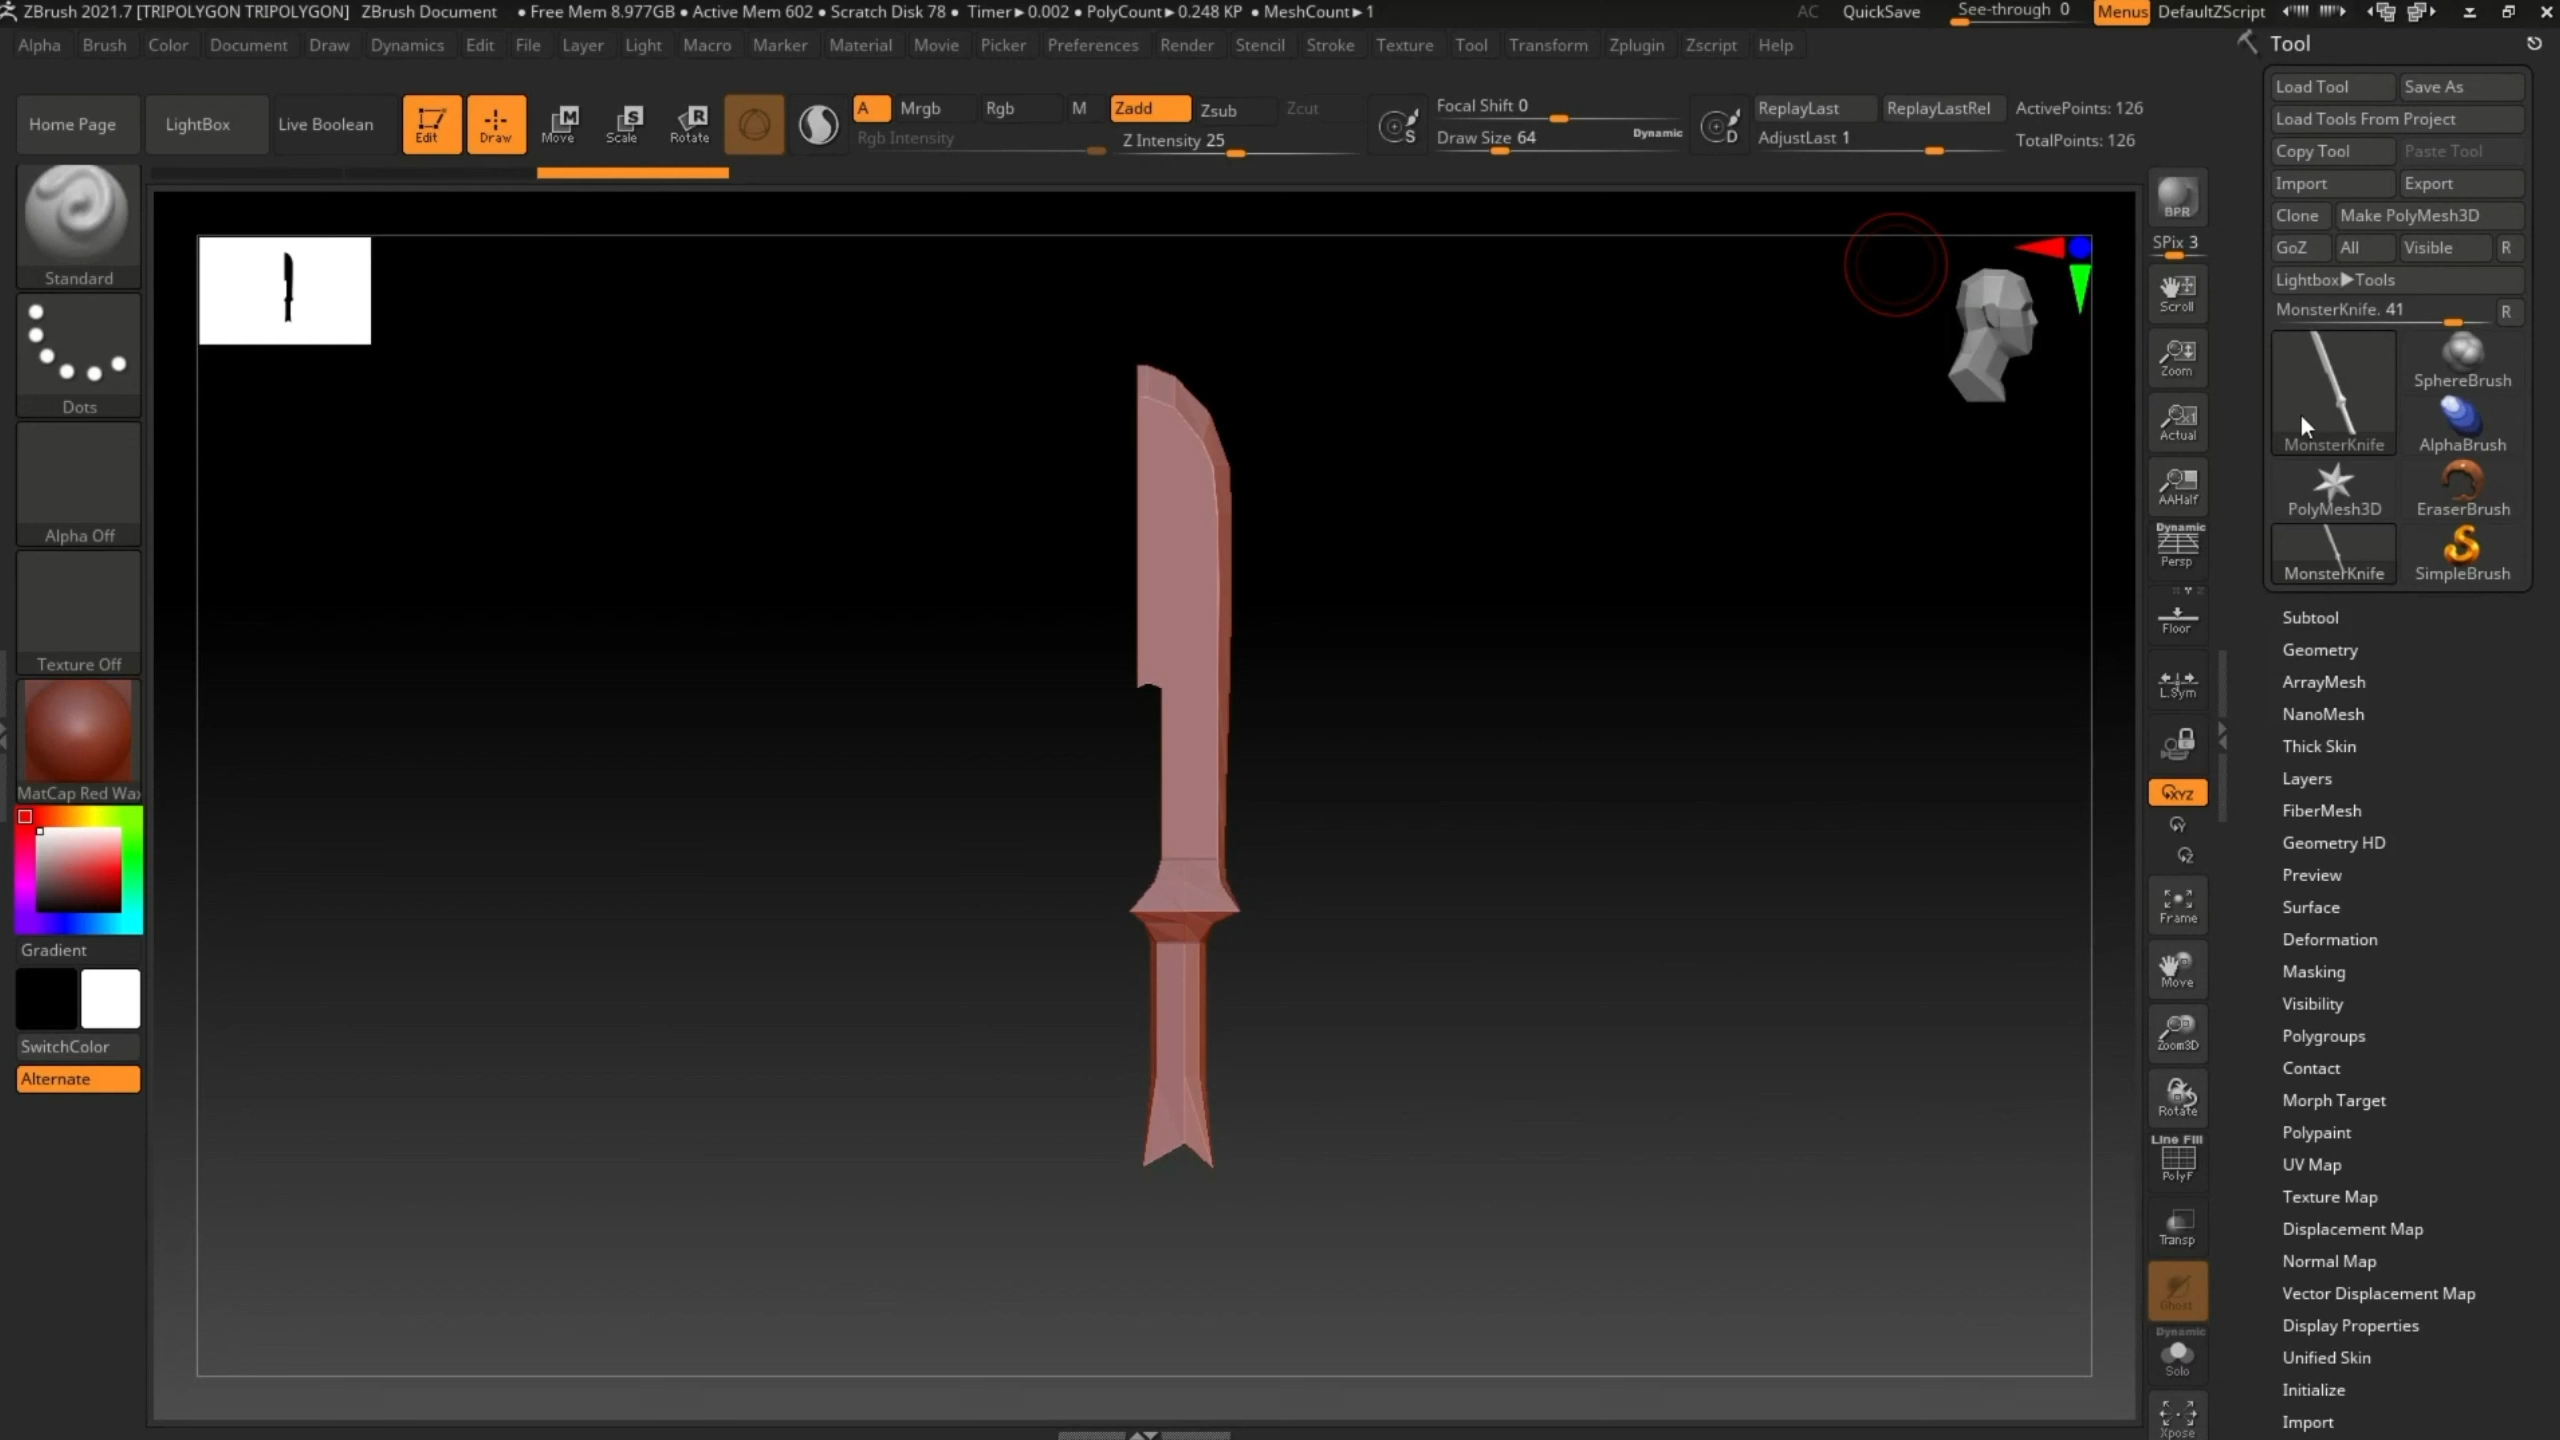 ZBrush 2021.7 [TRIPOLYGON TRIPOLYGON] ZBrush Document • Free Mem 8.977GB • Active Mem 602 • Scratch Disk 78 • Timer►0.002 • PolyCount►0.248 KP • MeshCount►1 AC QuickSave See-through 0 Menus DefaultZScript
Alpha Brush Color Document Draw Dynamics Edit File Layer Light Macro Marker Material Movie Picker Preferences Render Stencil Stroke Texture Tool Transform Zplugin Zscript Help
Home Page LightBox Live Boolean Edit Draw Move Scale Rotate
A Mrgb Rgb M Zadd Zsub Zcut
Rgb Intensity Z Intensity 25
S Focal Shift 0
Draw Size 64 Dynamic
D ReplayLast ReplayLastRel ActivePoints: 126
AdjustLast 1 TotalPoints: 126
Standard
Dots
Alpha Off
Texture Off
MatCap Red Wax
Gradient
SwitchColor
Alternate
BPR
SPix 3
Scroll
Zoom
Actual
AAHalf
Dynamic
Persp
Floor
L.Sym
XYZ
Y
Z
Frame
Move
Zoom3D
Rotate
Line Fill
PolyF
Transp
Ghost
Dynamic
Solo
Xpose
Tool
Load Tool Save As
Load Tools From Project
Copy Tool Paste Tool
Import Export
Clone Make PolyMesh3D
GoZ All Visible R
Lightbox►Tools
MonsterKnife. 41 R
MonsterKnife SphereBrush
AlphaBrush
PolyMesh3D EraserBrush
MonsterKnife SimpleBrush
Subtool
Geometry
ArrayMesh
NanoMesh
Thick Skin
Layers
FiberMesh
Geometry HD
Preview
Surface
Deformation
Masking
Visibility
Polygroups
Contact
Morph Target
Polypaint
UV Map
Texture Map
Displacement Map
Normal Map
Vector Displacement Map
Display Properties
Unified Skin
Initialize
Import